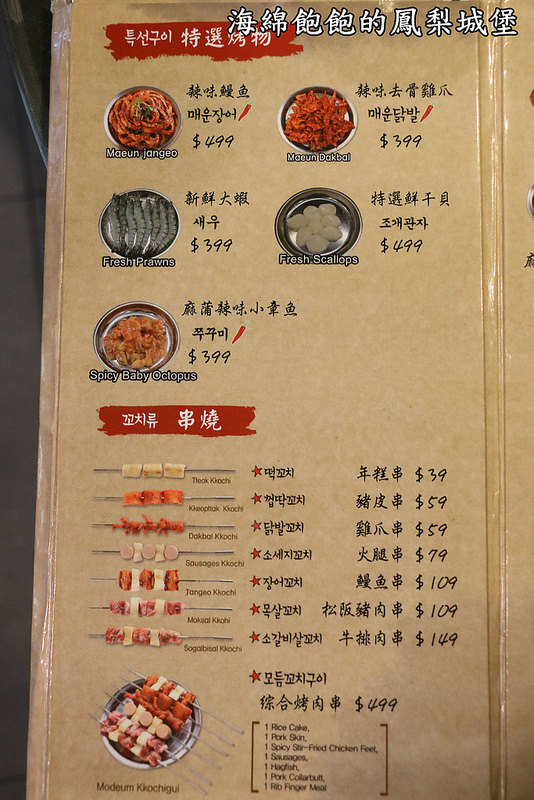 海綿飽飽的鳳梨城堡
특선구이 特選烤物
辣味鰻魚
매운장어
$499
Maeun jangeo
辣味去骨雞爪
매운닭발
$399
Maeun Dakbal
新鮮大蝦
새우
$399
Fresh Prawns
特選鮮干貝
조개관자
$499
Fresh Scallops
麻蒲辣味小章魚
쭈꾸미
$399
Spicy Baby Octopus
꼬치류 串燒
Tteok Kkochi ★떡꼬치 年糕串 $39
Kkeopttak Kkochi ★껍딱꼬치 豬皮串 $59
Dakbal Kkochi ★닭발꼬치 雞爪串 $59
Sausages Kkochi ★소세지꼬치 火腿串 $79
Jangeo Kkochi ★장어꼬치 鰻魚串 $109
Moksal Kkohi ★목살꼬치 松阪豬肉串 $109
Sogalbisal Kkochi ★소갈비살꼬치 牛排肉串 $149
★모듬꼬치구이
綜合烤肉串 $499
1 Rice Cake,
1 Pork Skin,
1 Spicy Stir-Fried Chicken Feet,
1 Sausages,
1 Hagfish,
1 Pork Collarbutt,
1 Rib Finger Meat
Modeum Kkochigui